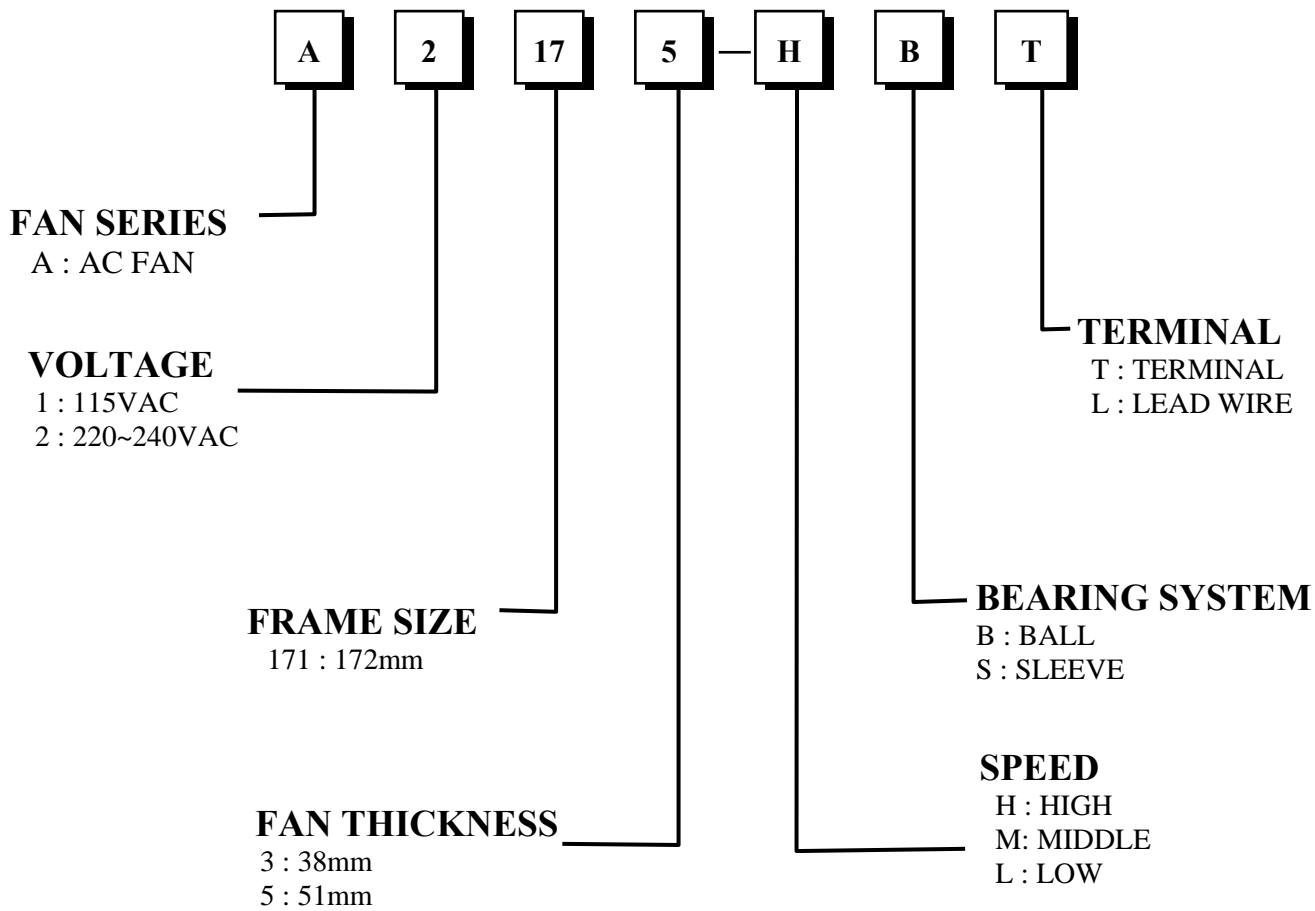 A 2 17 5 — H B T
FAN SERIES
A : AC FAN
VOLTAGE
1 : 115VAC
2 : 220~240VAC
FRAME SIZE
171 : 172mm
FAN THICKNESS
3 : 38mm
5 : 51mm
TERMINAL
T : TERMINAL
L : LEAD WIRE
BEARING SYSTEM
B : BALL
S : SLEEVE
SPEED
H : HIGH
M: MIDDLE
L : LOW